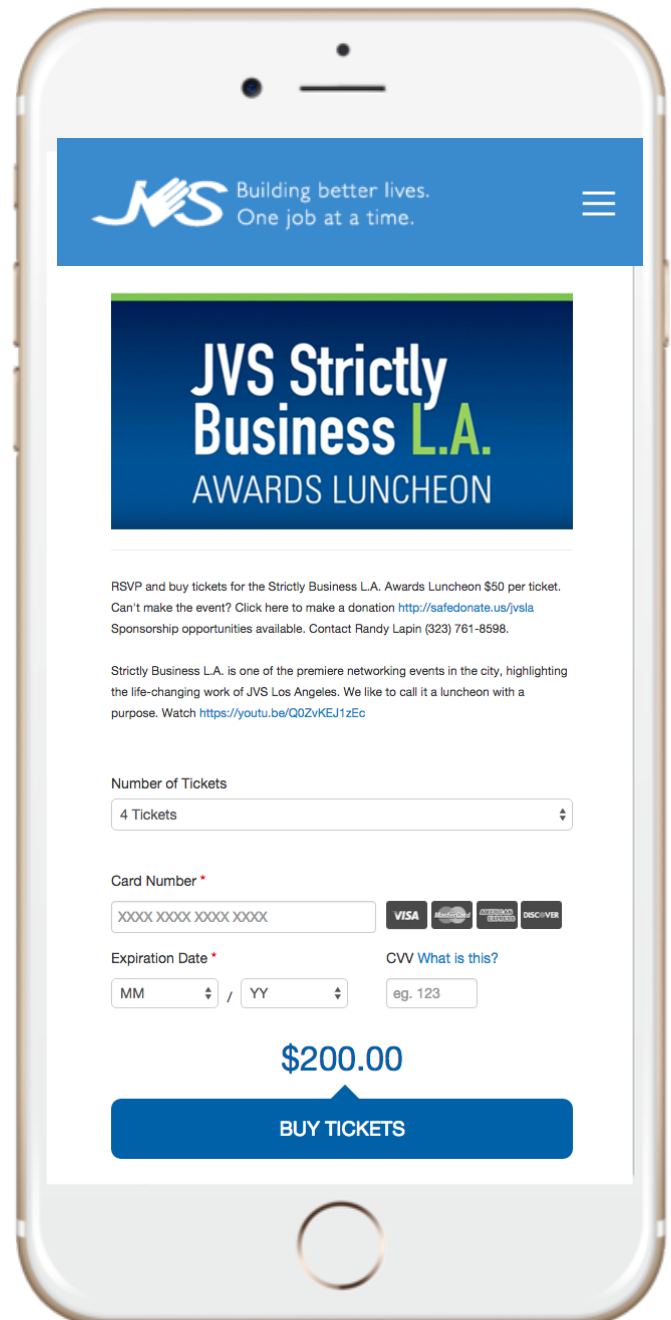 JVS Building better lives.
One job at a time.
JVS Strictly
Business L.A.
AWARDS LUNCHEON
RSVP and buy tickets for the Strictly Business L.A. Awards Luncheon $50 per ticket.
Can't make the event? Click here to make a donation http://safedonate.us/jvsla
Sponsorship opportunities available. Contact Randy Lapin (323) 761-8598.
Strictly Business L.A. is one of the premiere networking events in the city, highlighting
the life-changing work of JVS Los Angeles. We like to call it a luncheon with a
purpose. Watch https://youtu.be/Q0ZvKEJ1zEc
Number of Tickets
4 Tickets
Card Number *
XXXX XXXX XXXX XXXX VISA MasterCard AMERICAN EXPRESS DISCOVER
Expiration Date * CVV What is this?
MM / YY eg. 123
$200.00
BUY TICKETS